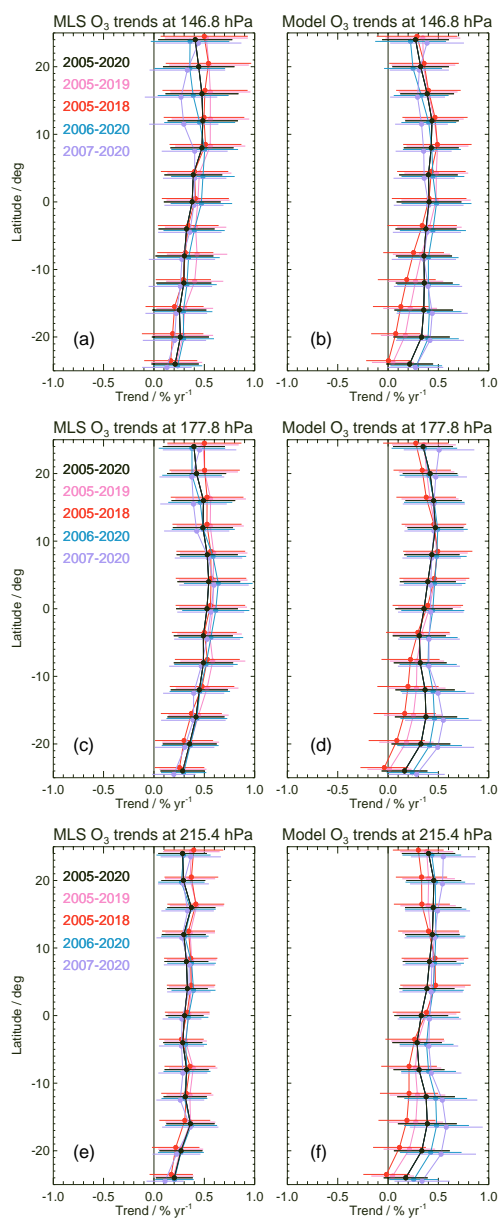 MLS O3 trends at 146.8 hPa
Model O3 trends at 146.8 hPa
Latitude / deg
20
10
0
-10
-20
2005-2020
2005-2019
2005-2018
2006-2020
2007-2020
(a)
(b)
-1.0 -0.5 0.0 0.5 1.0
-1.0 -0.5 0.0 0.5 1.0
Trend / % yr-1
Trend / % yr-1
MLS O3 trends at 177.8 hPa
Model O3 trends at 177.8 hPa
Latitude / deg
20
10
0
-10
-20
2005-2020
2005-2019
2005-2018
2006-2020
2007-2020
(c)
(d)
-1.0 -0.5 0.0 0.5 1.0
-1.0 -0.5 0.0 0.5 1.0
Trend / % yr-1
Trend / % yr-1
MLS O3 trends at 215.4 hPa
Model O3 trends at 215.4 hPa
Latitude / deg
20
10
0
-10
-20
2005-2020
2005-2019
2005-2018
2006-2020
2007-2020
(e)
(f)
-1.0 -0.5 0.0 0.5 1.0
-1.0 -0.5 0.0 0.5 1.0
Trend / % yr-1
Trend / % yr-1